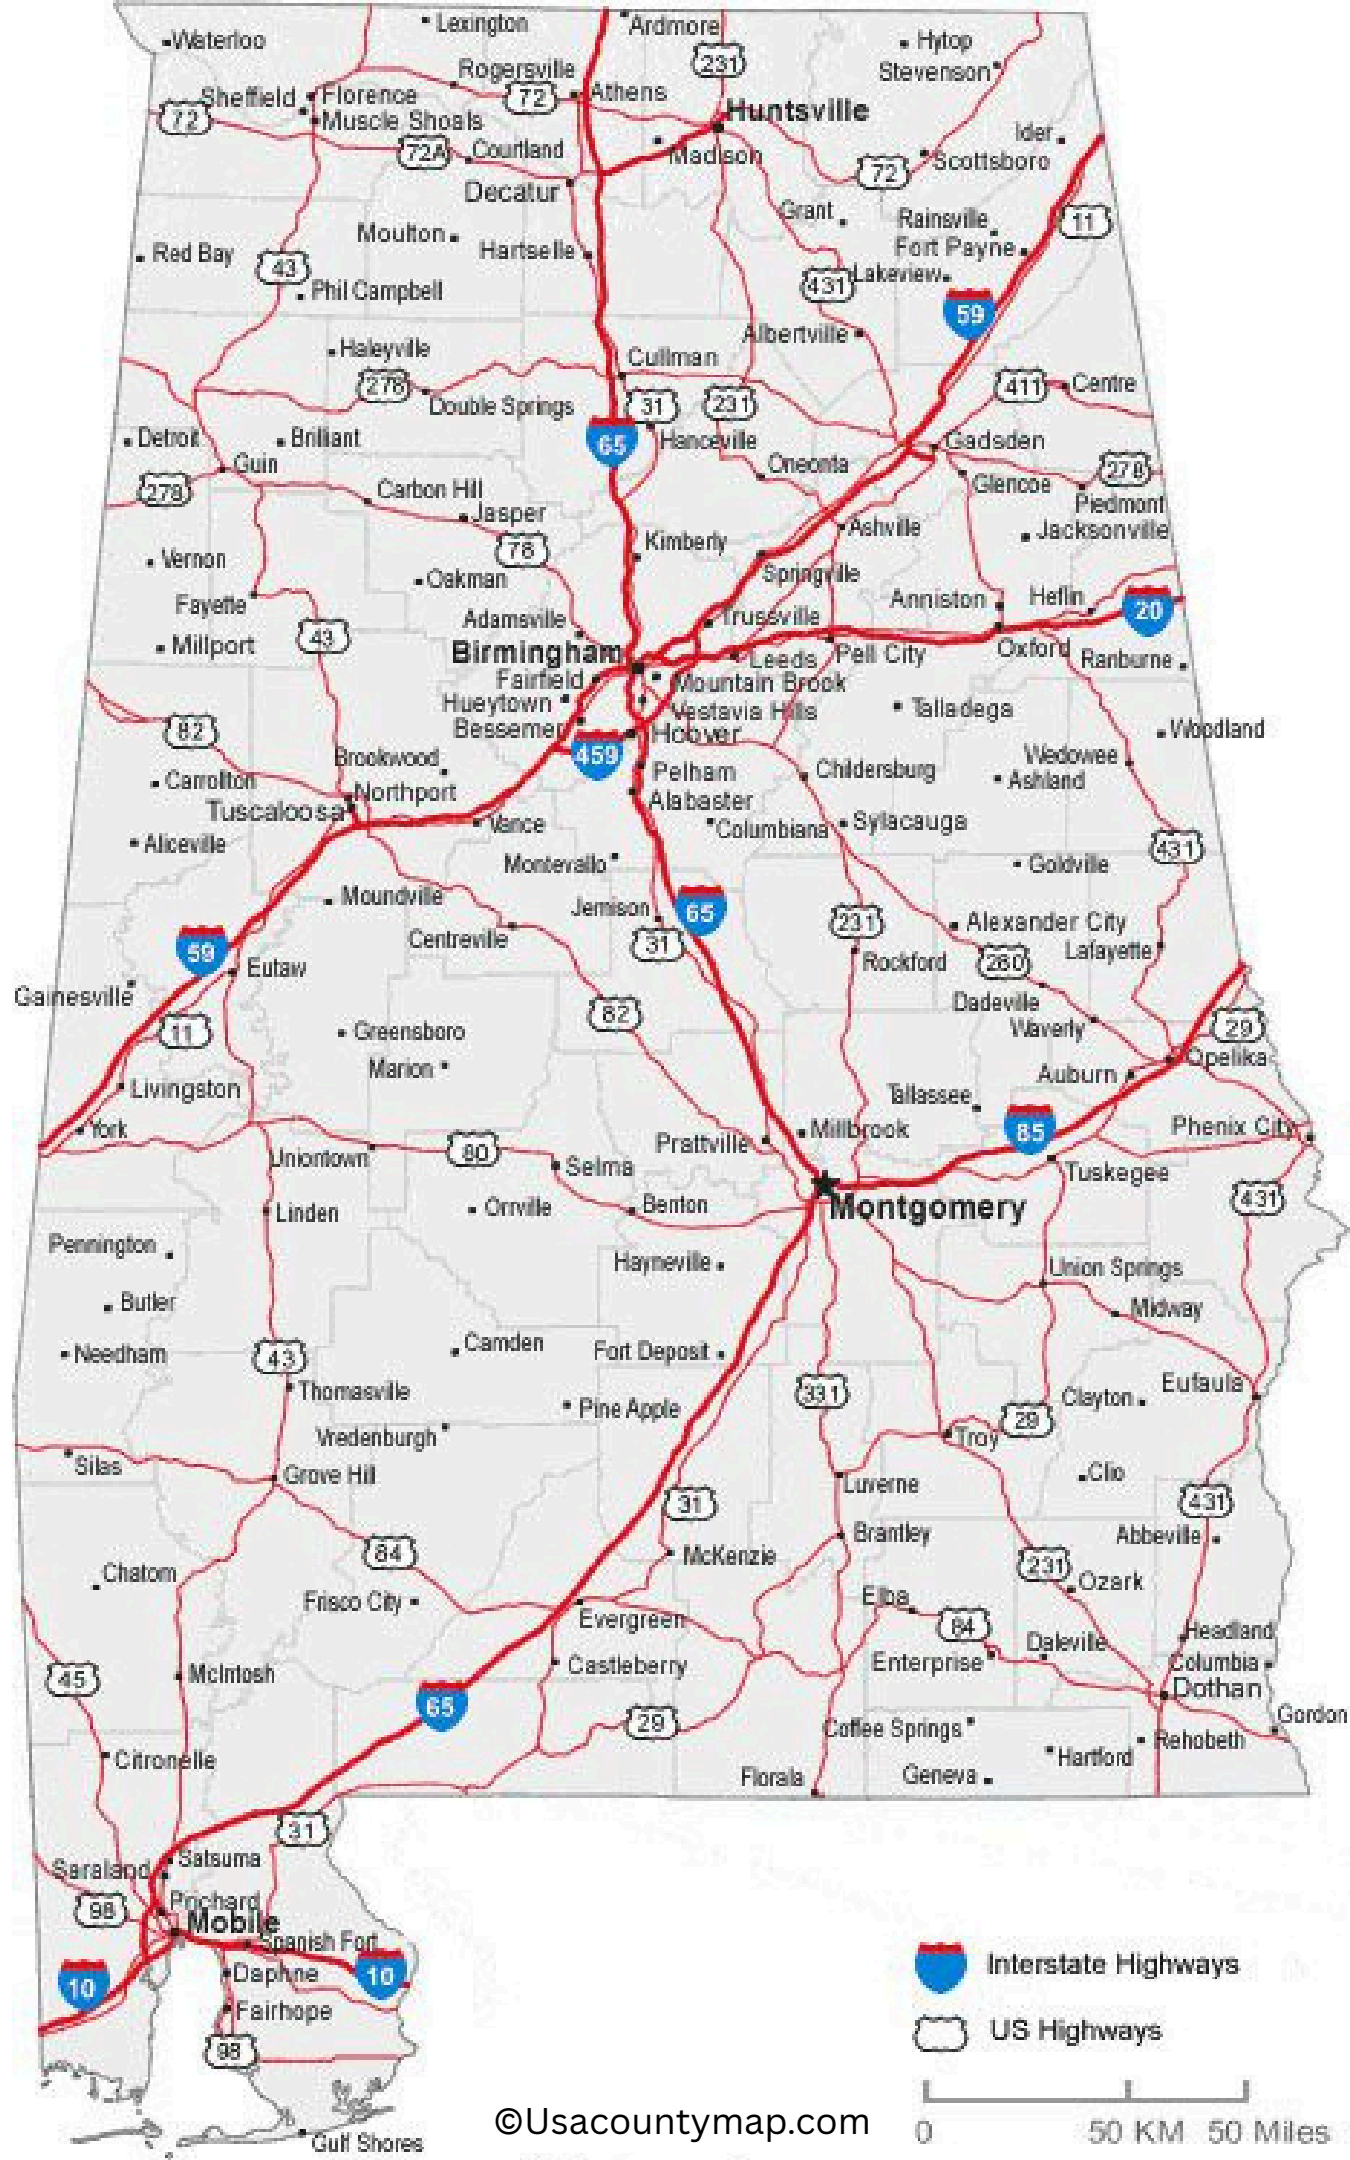 Lexington
Ardmore
Waterloo
Hytop
231
Stevenson
Rogersville
Athens
Sheffield
Florence
72
Huntsville
72
Muscle Shoals
Ider
72A
Courtland
Madison
Scottsboro
72
Decatur
Grant
Rainsville
11
Moulton
Hartselle
Fort Payne
Red Bay
43
Lakeview
431
Phil Campbell
59
Albertville
Haleyville
Cullman
278
411
Centre
Double Springs
31
231
Detroit
Brilliant
65
Hanceville
Gadsden
Guin
Oneonta
278
278
Carbon Hill
Glencoe
Piedmont
Jasper
Ashville
Jacksonville
78
Kimberly
Vernon
Oakman
Springville
Fayette
Anniston
Heflin
20
43
Adamsville
Trussville
Millport
Birmingham
Leeds
Pell City
Oxford
Ranburne
Fairfield
Mountain Brook
Hueytown
Vestavia Hills
Talladega
82
Bessemer
Hoover
Woodland
Brookwood
459
Wedowee
Carrollton
Pelham
Childersburg
Ashland
Northport
Alabaster
Tuscaloosa
Vance
Columbiana
Sylacauga
Aliceville
431
Montevallo
Goldville
Moundville
Jemison
65
231
Alexander City
Centreville
31
Lafayette
59
Eutaw
Rockford
280
Gainesville
Dadeville
82
11
Greensboro
Waverly
29
Marion
Opelika
Auburn
Livingston
Tallassee
York
Millbrook
85
Phenix City
Prattville
Uniontown
80
Selma
Tuskegee
Linden
Orrville
Benton
Montgomery
431
Pennington
Hayneville
Union Springs
Butler
Midway
Needham
43
Camden
Fort Deposit
Thomasville
331
Eufaula
Pine Apple
Clayton
Vredenburgh
29
Silas
Troy
Grove Hill
Clio
Luverne
31
431
84
McKenzie
Brantley
Abbeville
Chatom
231
Ozark
Frisco City
Elba
Evergreen
84
Headland
Daleville
45
McIntosh
Castleberry
Enterprise
Columbia
65
Dothan
29
Coffee Springs
Gordon
Citronelle
Rehobeth
Hartford
Florala
Geneva
31
Saraland
Satsuma
98
Prichard
Mobile
Spanish Fort
10
Daphne
10
Interstate Highways
Fairhope
US Highways
98
Gulf Shores
©Usacountymap.com
0
50 KM
50 Miles